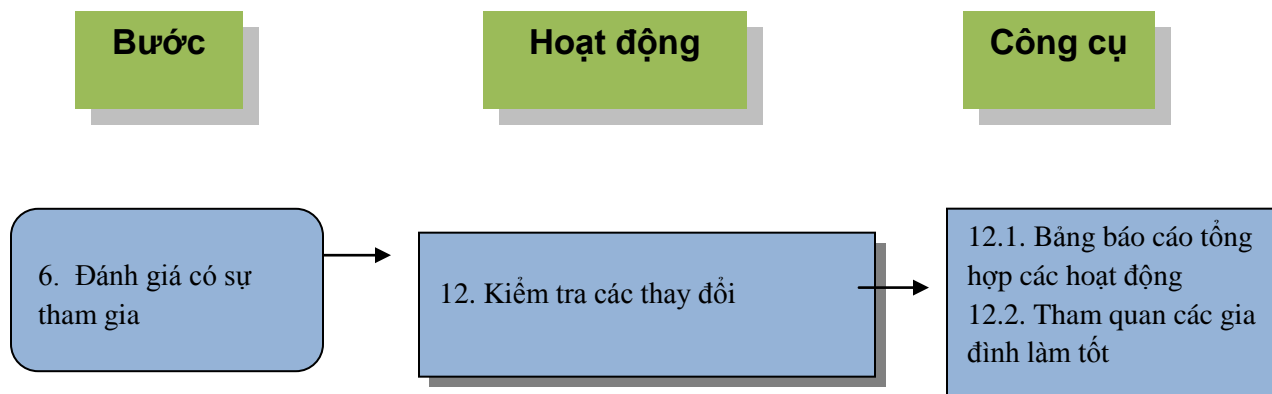 Bước
Hoạt động
Công cụ
6. Đánh giá có sự
tham gia
12. Kiểm tra các thay đổi
12.1. Bảng báo cáo tổng
hợp các hoạt động
12.2. Tham quan các gia
đình làm tốt